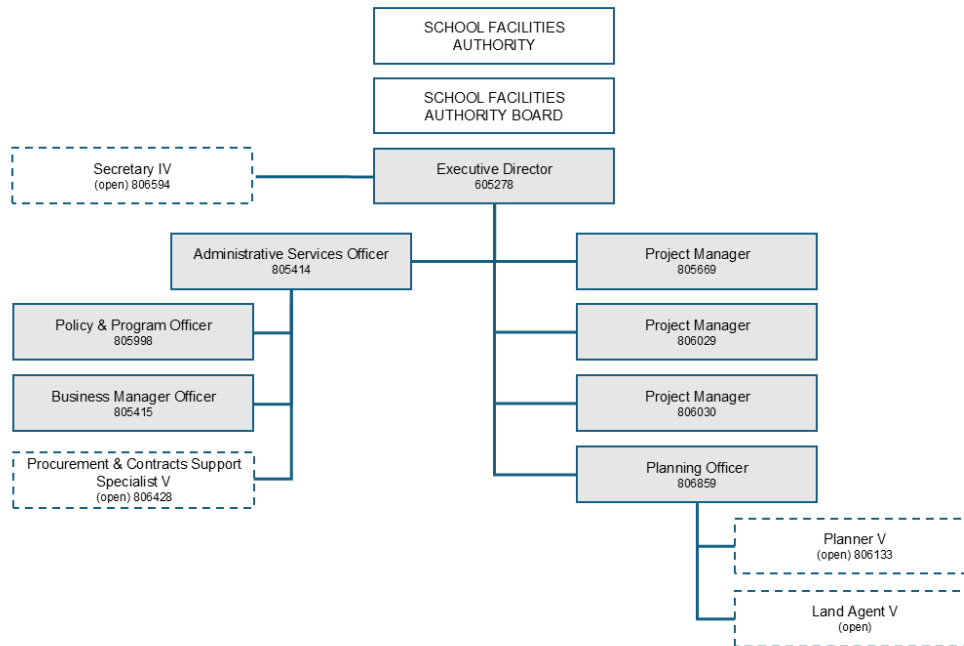 SCHOOL FACILITIES
AUTHORITY
SCHOOL FACILITIES
AUTHORITY BOARD
Secretary IV
(open) 806594
Executive Director
605278
Administrative Services Officer
805414
Project Manager
805669
Policy & Program Officer
805998
Project Manager
806029
Business Manager Officer
805415
Project Manager
806030
Procurement & Contracts Support
Specialist V
(open) 806428
Planning Officer
806859
Planner V
(open) 806133
Land Agent V
(open)